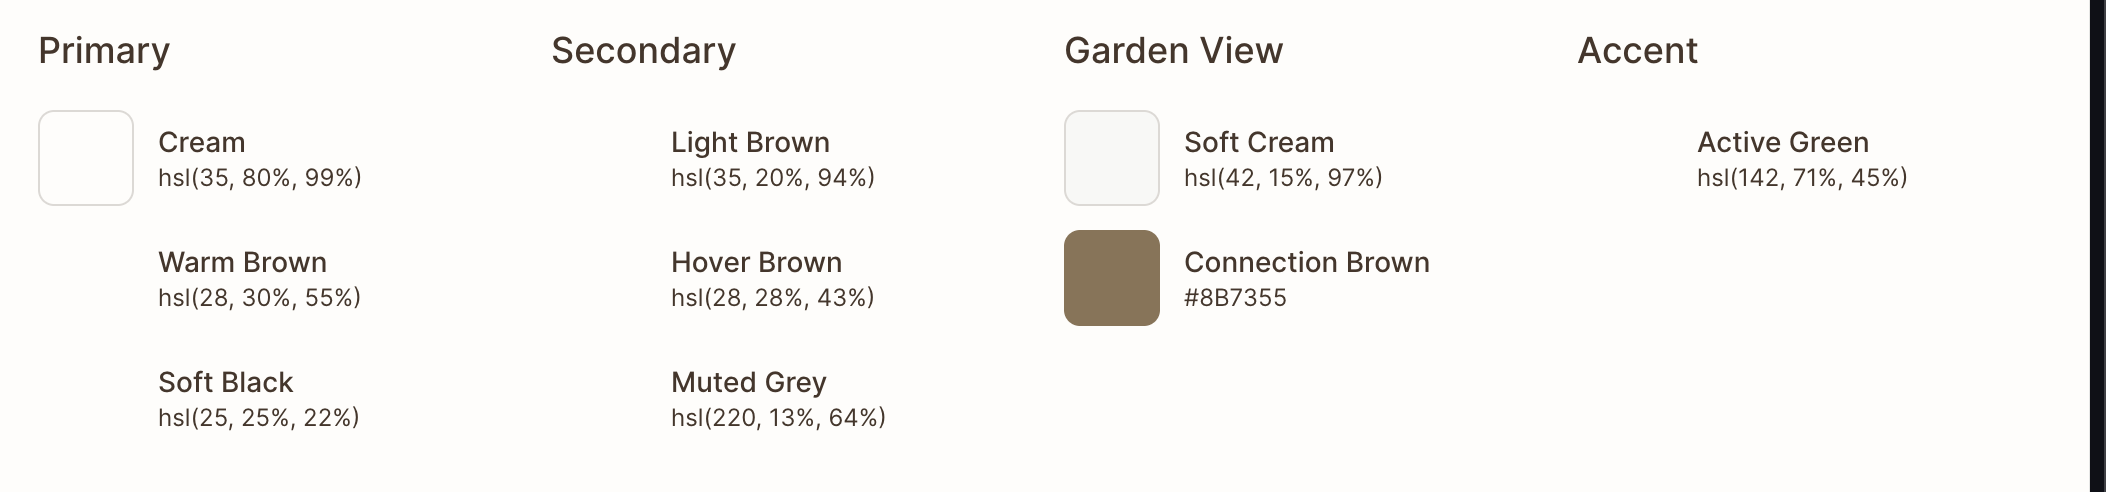 Primary
Cream
hsl(35, 80%, 99%)
Warm Brown
hsl(28, 30%, 55%)
Soft Black
hsl(25, 25%, 22%)
Secondary
Light Brown
hsl(35, 20%, 94%)
Hover Brown
hsl(28, 28%, 43%)
Muted Grey
hsl(220, 13%, 64%)
Garden View
Soft Cream
hsl(42, 15%, 97%)
Connection Brown
#8B7355
Accent
Active Green
hsl(142, 71%, 45%)